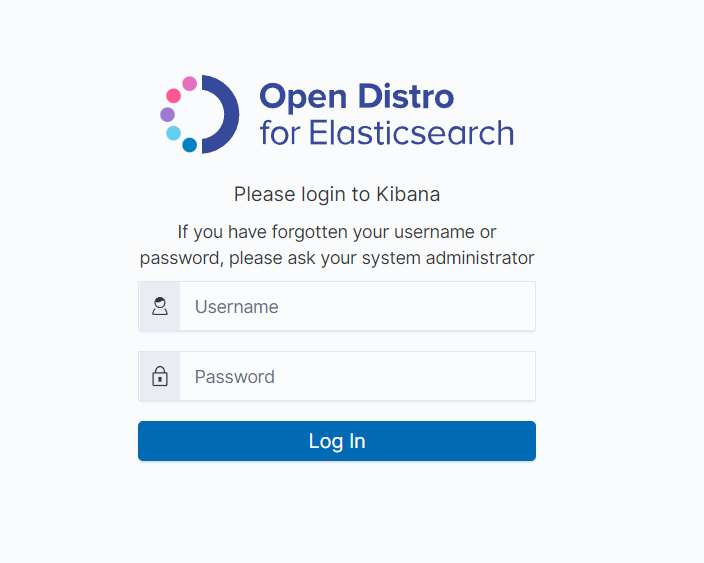 Open Distro
for Elasticsearch
Please login to Kibana
If you have forgotten your username or
password, please ask your system administrator
Username
Password
Log In